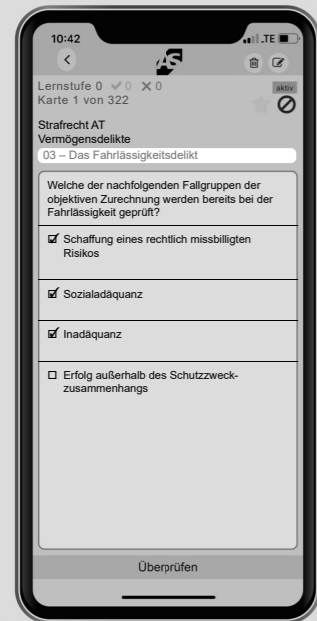 10:42
.TE
AS
Lernstufe 0 ✓ 0 ✕ 0
aktiv
Karte 1 von 322
Strafrecht AT
Vermögensdelikte
03 – Das Fahrlässigkeitsdelikt
Welche der nachfolgenden Fallgruppen der
objektiven Zurechnung werden bereits bei der
Fahrlässigkeit geprüft?
Schaffung eines rechtlich missbilligten
Risikos
Sozialadäquanz
Inadäquanz
Erfolg außerhalb des Schutzzweck-
zusammenhangs
Überprüfen